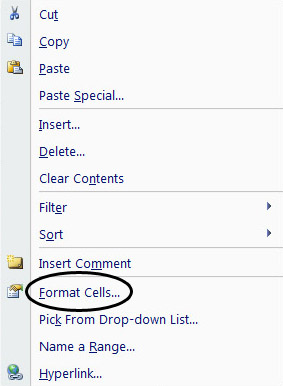 Cut
Copy
Paste
Paste Special...
Insert...
Delete...
Clear Contents
Filter
Sort
Insert Comment
Format Cells...
Pick From Drop-down List...
Name a Range...
Hyperlink...